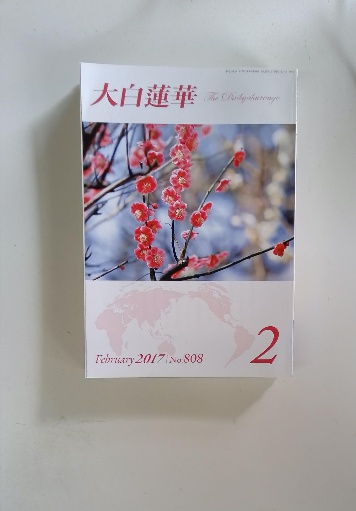 大白蓮華 The Daibyakurenge
February 2017 | No.808
2